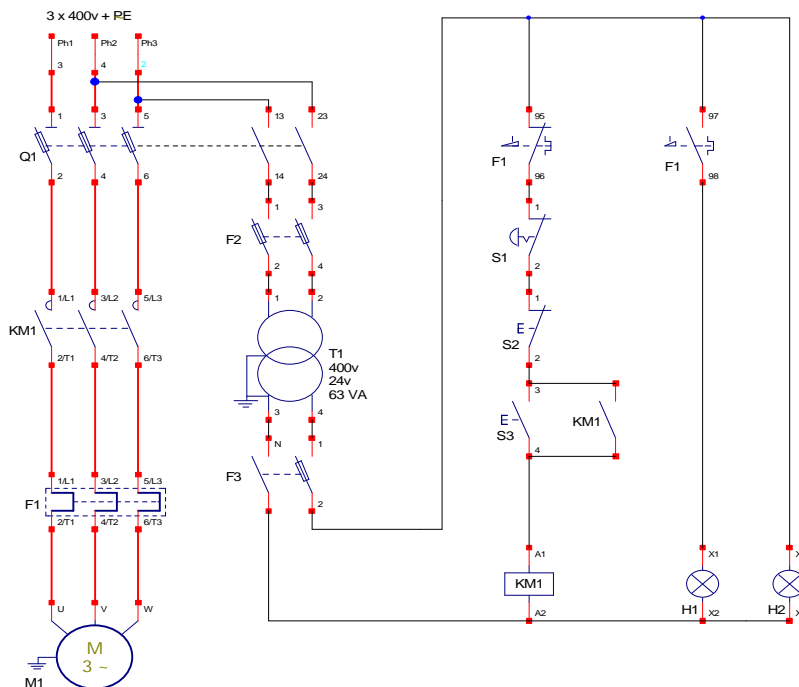 3 x 400v + PE
Ph1 Ph2 Ph3
3 4 2
1 3 5 13 23 95 97
Q1 F1 F1
2 4 6 14 24 96 98
1 3 1
F2 S1
2 4 2
1/L1 3/L2 5/L3 1 2 1
KM1 E
S2
2/T1 4/T2 6/T3 2
T1
400v
24v
63 VA
3 4 3
E KM1
S3
N 1 4
F3
1/L1 3/L2 5/L3
F1
2/T1 4/T2 6/T3 2
A1 X1 X
KM1
U V W A2 X2 X
H1 H2
M
3 ~
M1